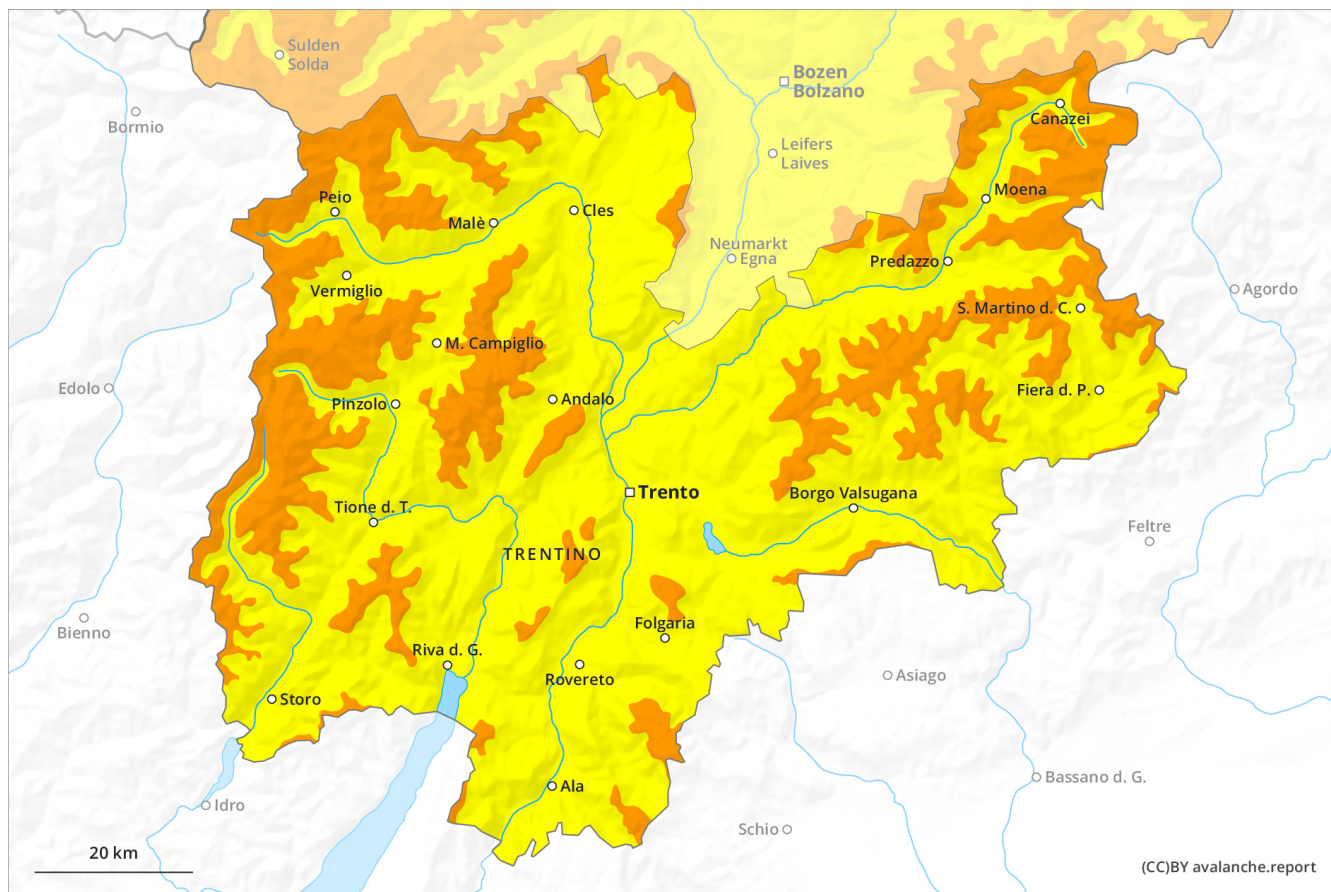 Sulden
Solda
Bozen
Bolzano
Bormio
Canazei
Leifers
Laives
Peio
Moena
Malè
Cles
Neumarkt
Egna
Predazzo
Vermiglio
Agordo
S. Martino d. C.
M. Campiglio
Edolo
Andalo
Fiera d. P.
Pinzolo
Trento
Borgo Valsugana
Tione d. T.
Feltre
TRENTINO
Bienno
Folgaria
Riva d. G.
Rovereto
Asiago
Storo
Bassano d. G.
Ala
Idro
Schio
20 km
(CC)BY avalanche.report